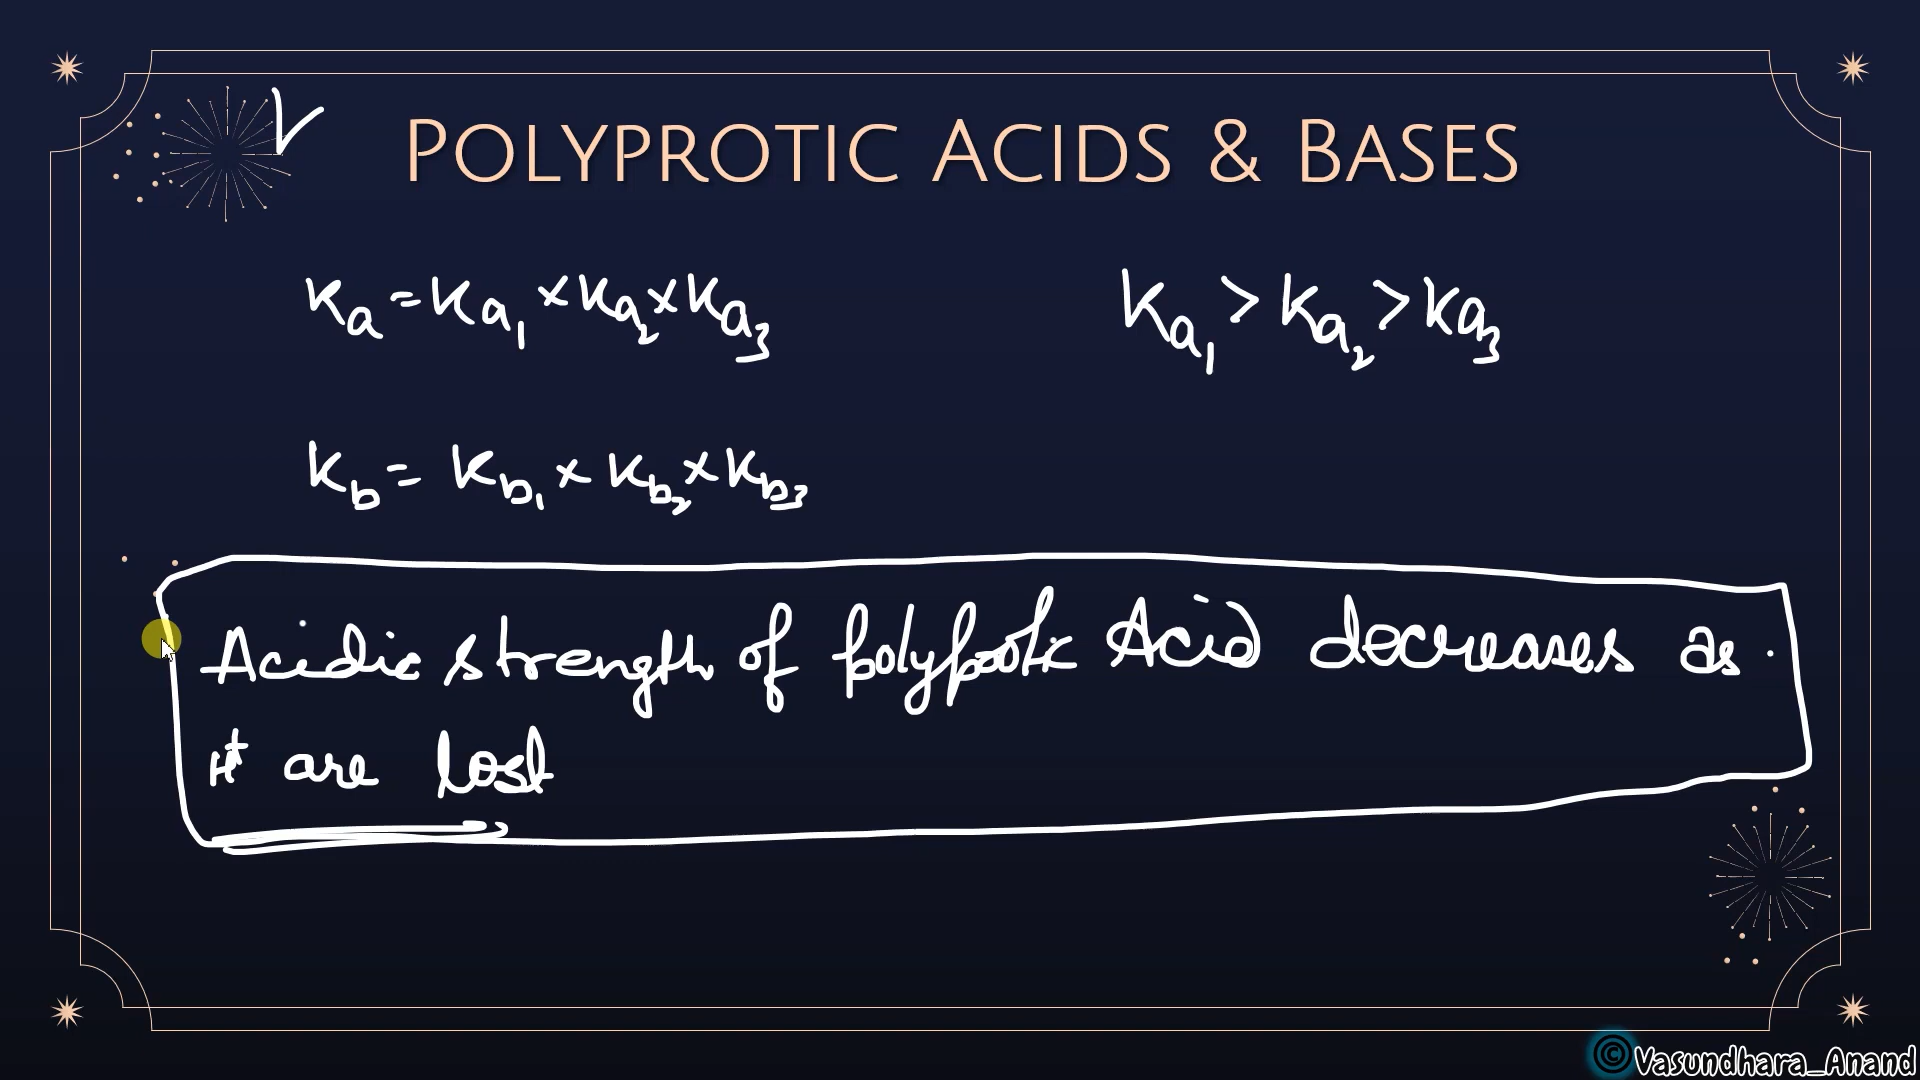 POLYPROTIC ACIDS & BASES
Ka = Ka₁ × Ka₂ × Ka₃
Ka₁ > Ka₂ > Ka₃
Kb = Kb₁ × Kb₂ × Kb₃
Acidic strength of polyprotic Acid decreases as
H⁺ are lost
© Vasundhara_Anand